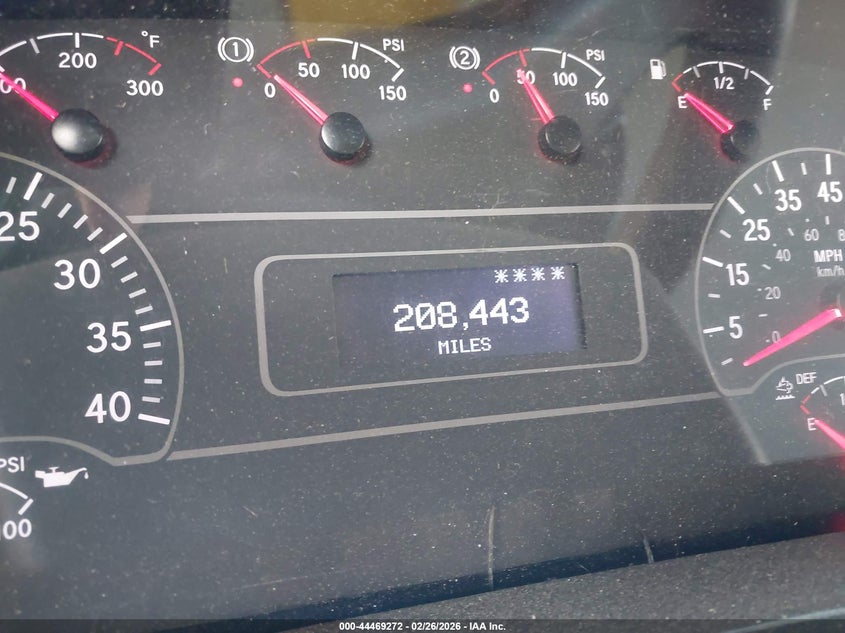 200 300 °F
(1) 0 50 100 150 PSI
(2) 0 50 100 150 PSI
E 1/2 F
25 30 35 40
5 15 25 35 45
0 20 40 60
MPH
km/h
****
208,443
MILES
PSI
DEF
E
000-44469272 - 02/26/2026 - IAA Inc.